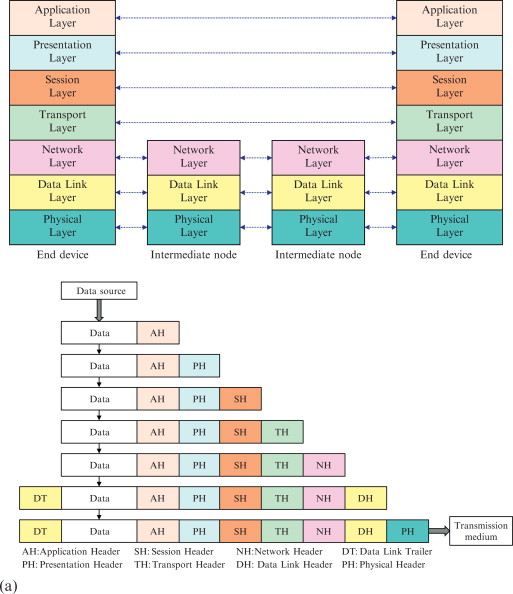 Application Layer Application Layer
Presentation Layer Presentation Layer
Session Layer Session Layer
Transport Layer Transport Layer
Network Layer Network Layer Network Layer Network Layer
Data Link Layer Data Link Layer Data Link Layer Data Link Layer
Physical Layer Physical Layer Physical Layer Physical Layer
End device Intermediate node Intermediate node End device
Data source
Data AH
Data AH PH
Data AH PH SH
Data AH PH SH TH
Data AH PH SH TH NH
DT Data AH PH SH TH NH DH
DT Data AH PH SH TH NH DH PH Transmission medium
AH:Application Header SH: Session Header NH:Network Header DT: Data Link Trailer
PH: Presentation Header TH: Transport Header DH: Data Link Header PH: Physical Header
(a)